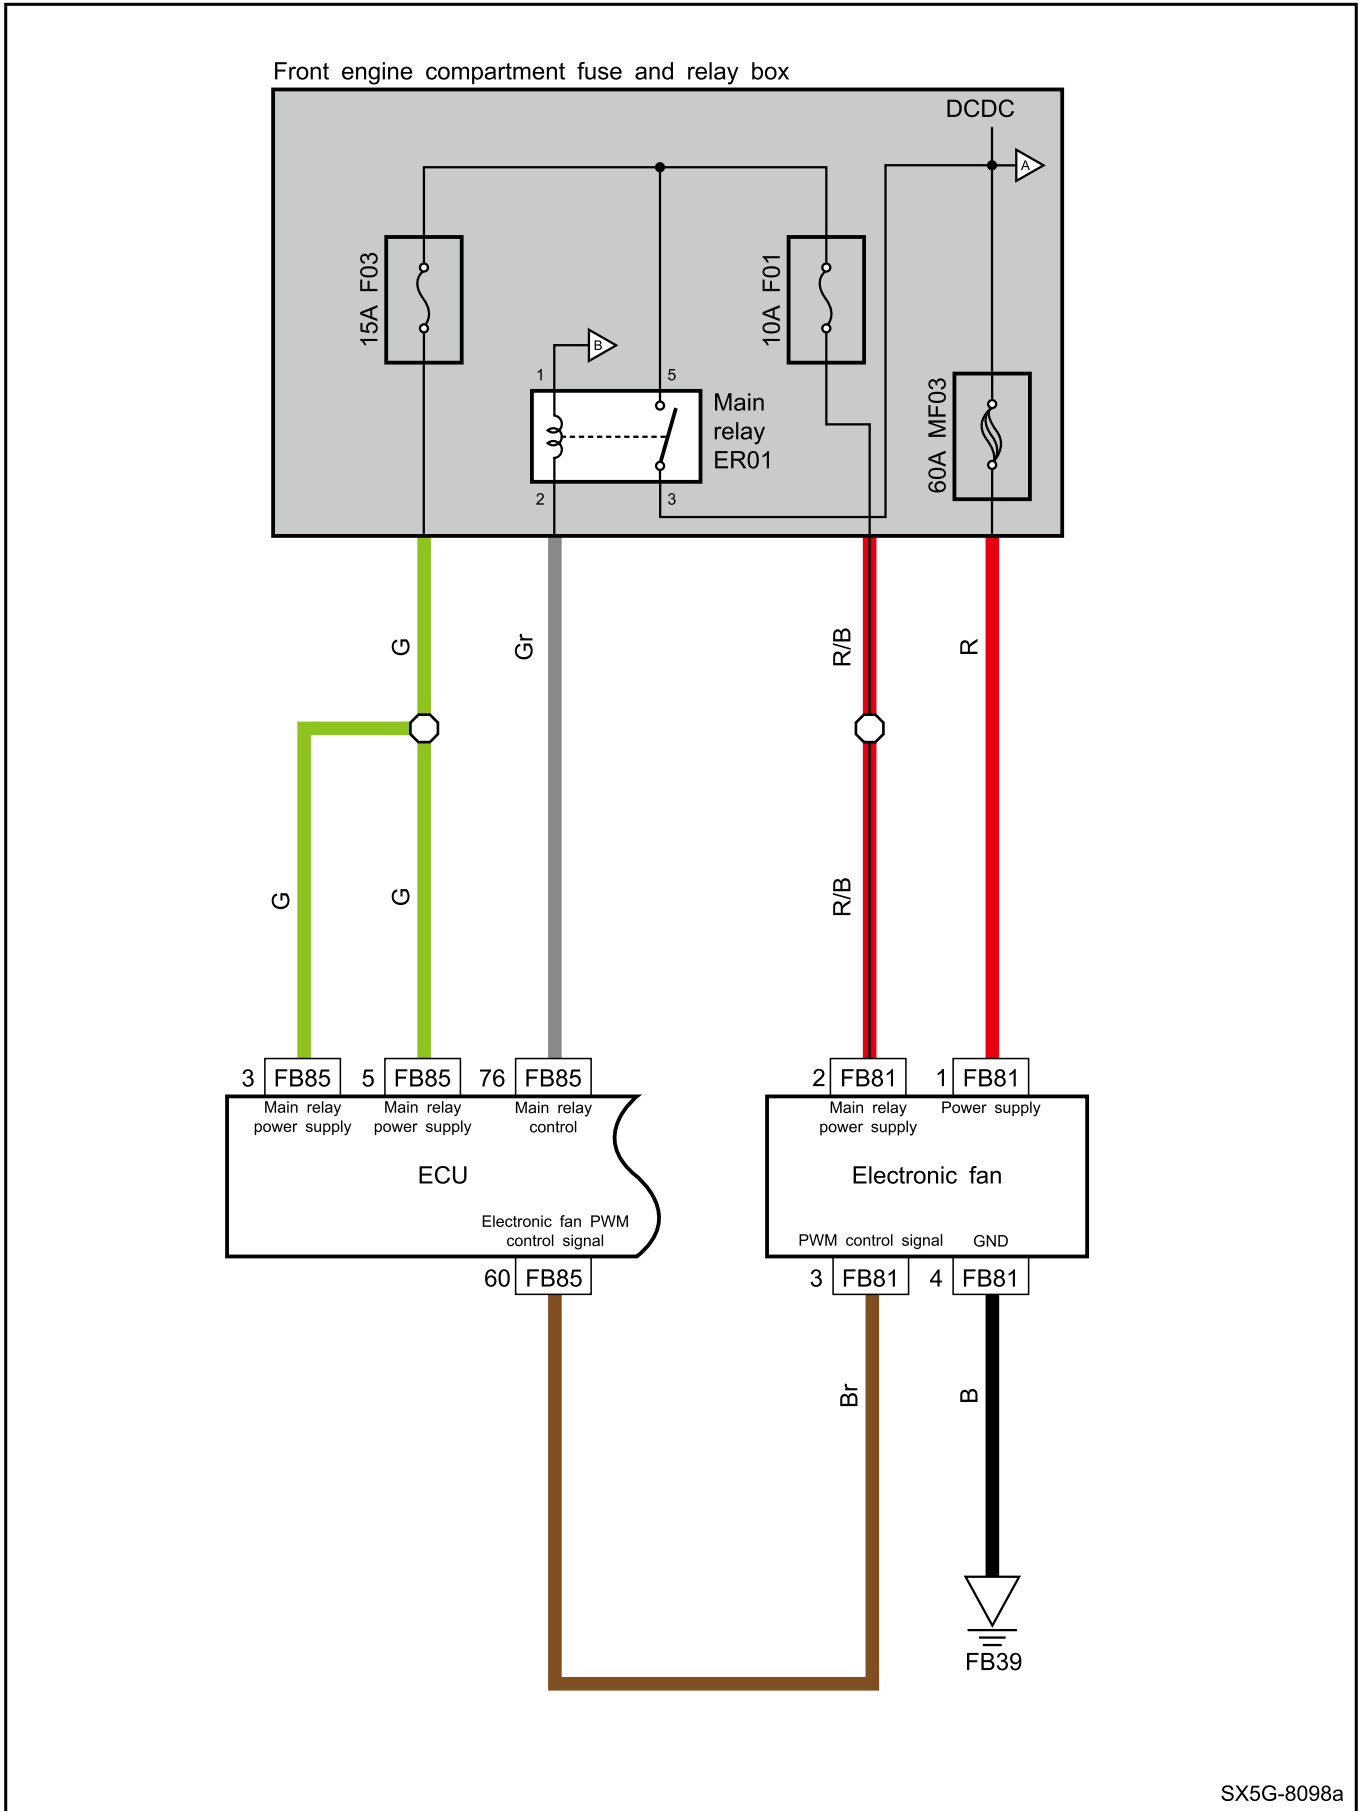 Front engine compartment fuse and relay box
DCDC
A
15A F03
10A F01
B
1
5
Main
relay
ER01
60A MF03
2
3
G
Gr
R/B
R
G
G
R/B
3 FB85
5 FB85
76 FB85
2 FB81
1 FB81
Main relay
power supply
Main relay
power supply
Main relay
control
Main relay
power supply
Power supply
ECU
Electronic fan
Electronic fan PWM
control signal
PWM control signal
GND
60 FB85
3 FB81
4 FB81
Br
B
FB39
SX5G-8098a